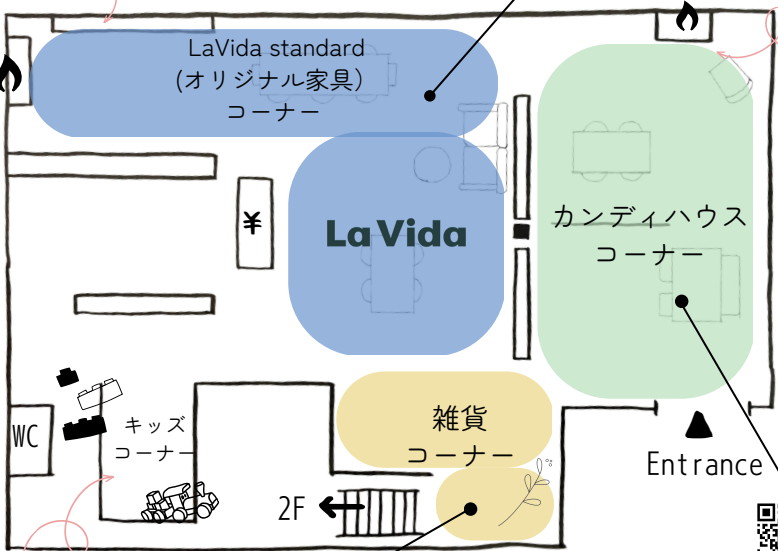 LaVida standard
(オリジナル家具)
コーナー
¥
La Vida
カンディハウス
コーナー
雑貨
コーナー
キッズ
コーナー
WC
Entrance
2F